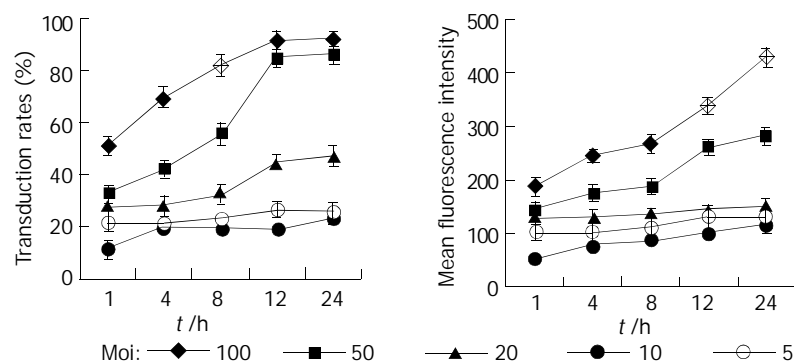 Transduction rates (%)
100
80
60
40
20
0
1 4 8 12 24
t /h
Mean fluorescence intensity
500
400
300
200
100
00
1 4 8 12 24
t /h
Moi: 100 50 20 10 5